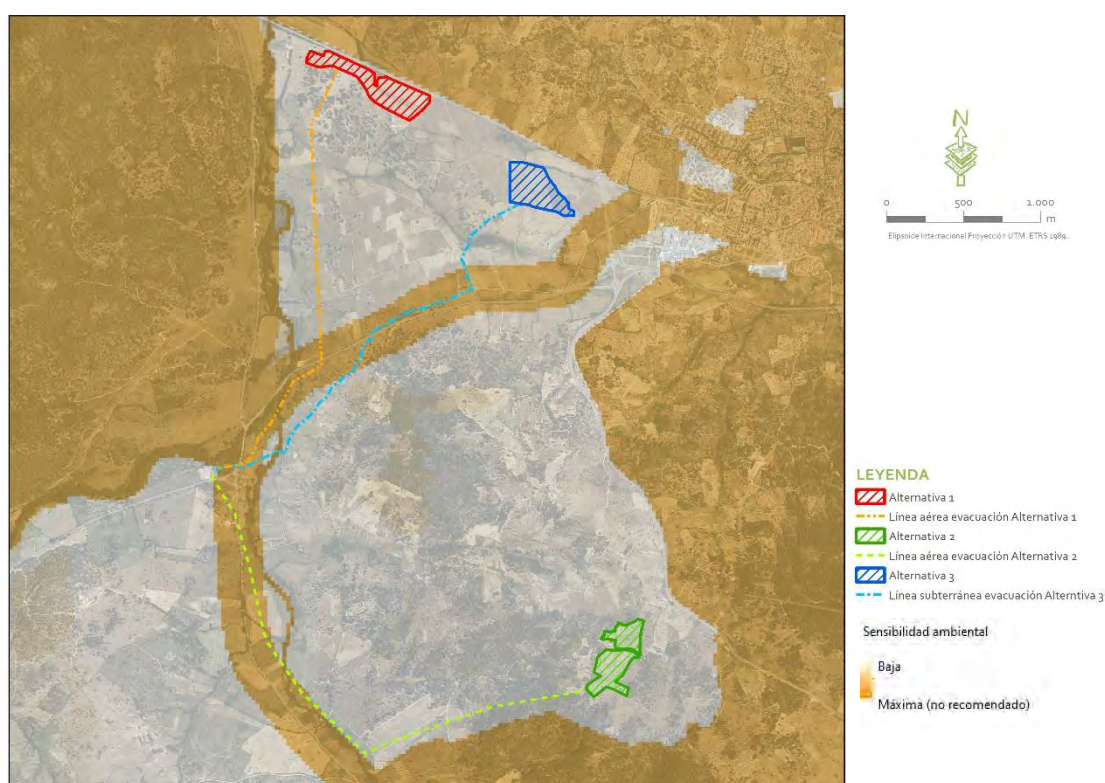 N
0 500 1.000
m
Elipsoide Internacional Proyección UTM. ETRS 1989.
LEYENDA
Alternativa 1
Línea aérea evacuación Alternativa 1
Alternativa 2
Línea aérea evacuación Alternativa 2
Alternativa 3
Línea subterránea evacuación Alterntiva 3
Sensibilidad ambiental
Baja
Máxima (no recomendado)